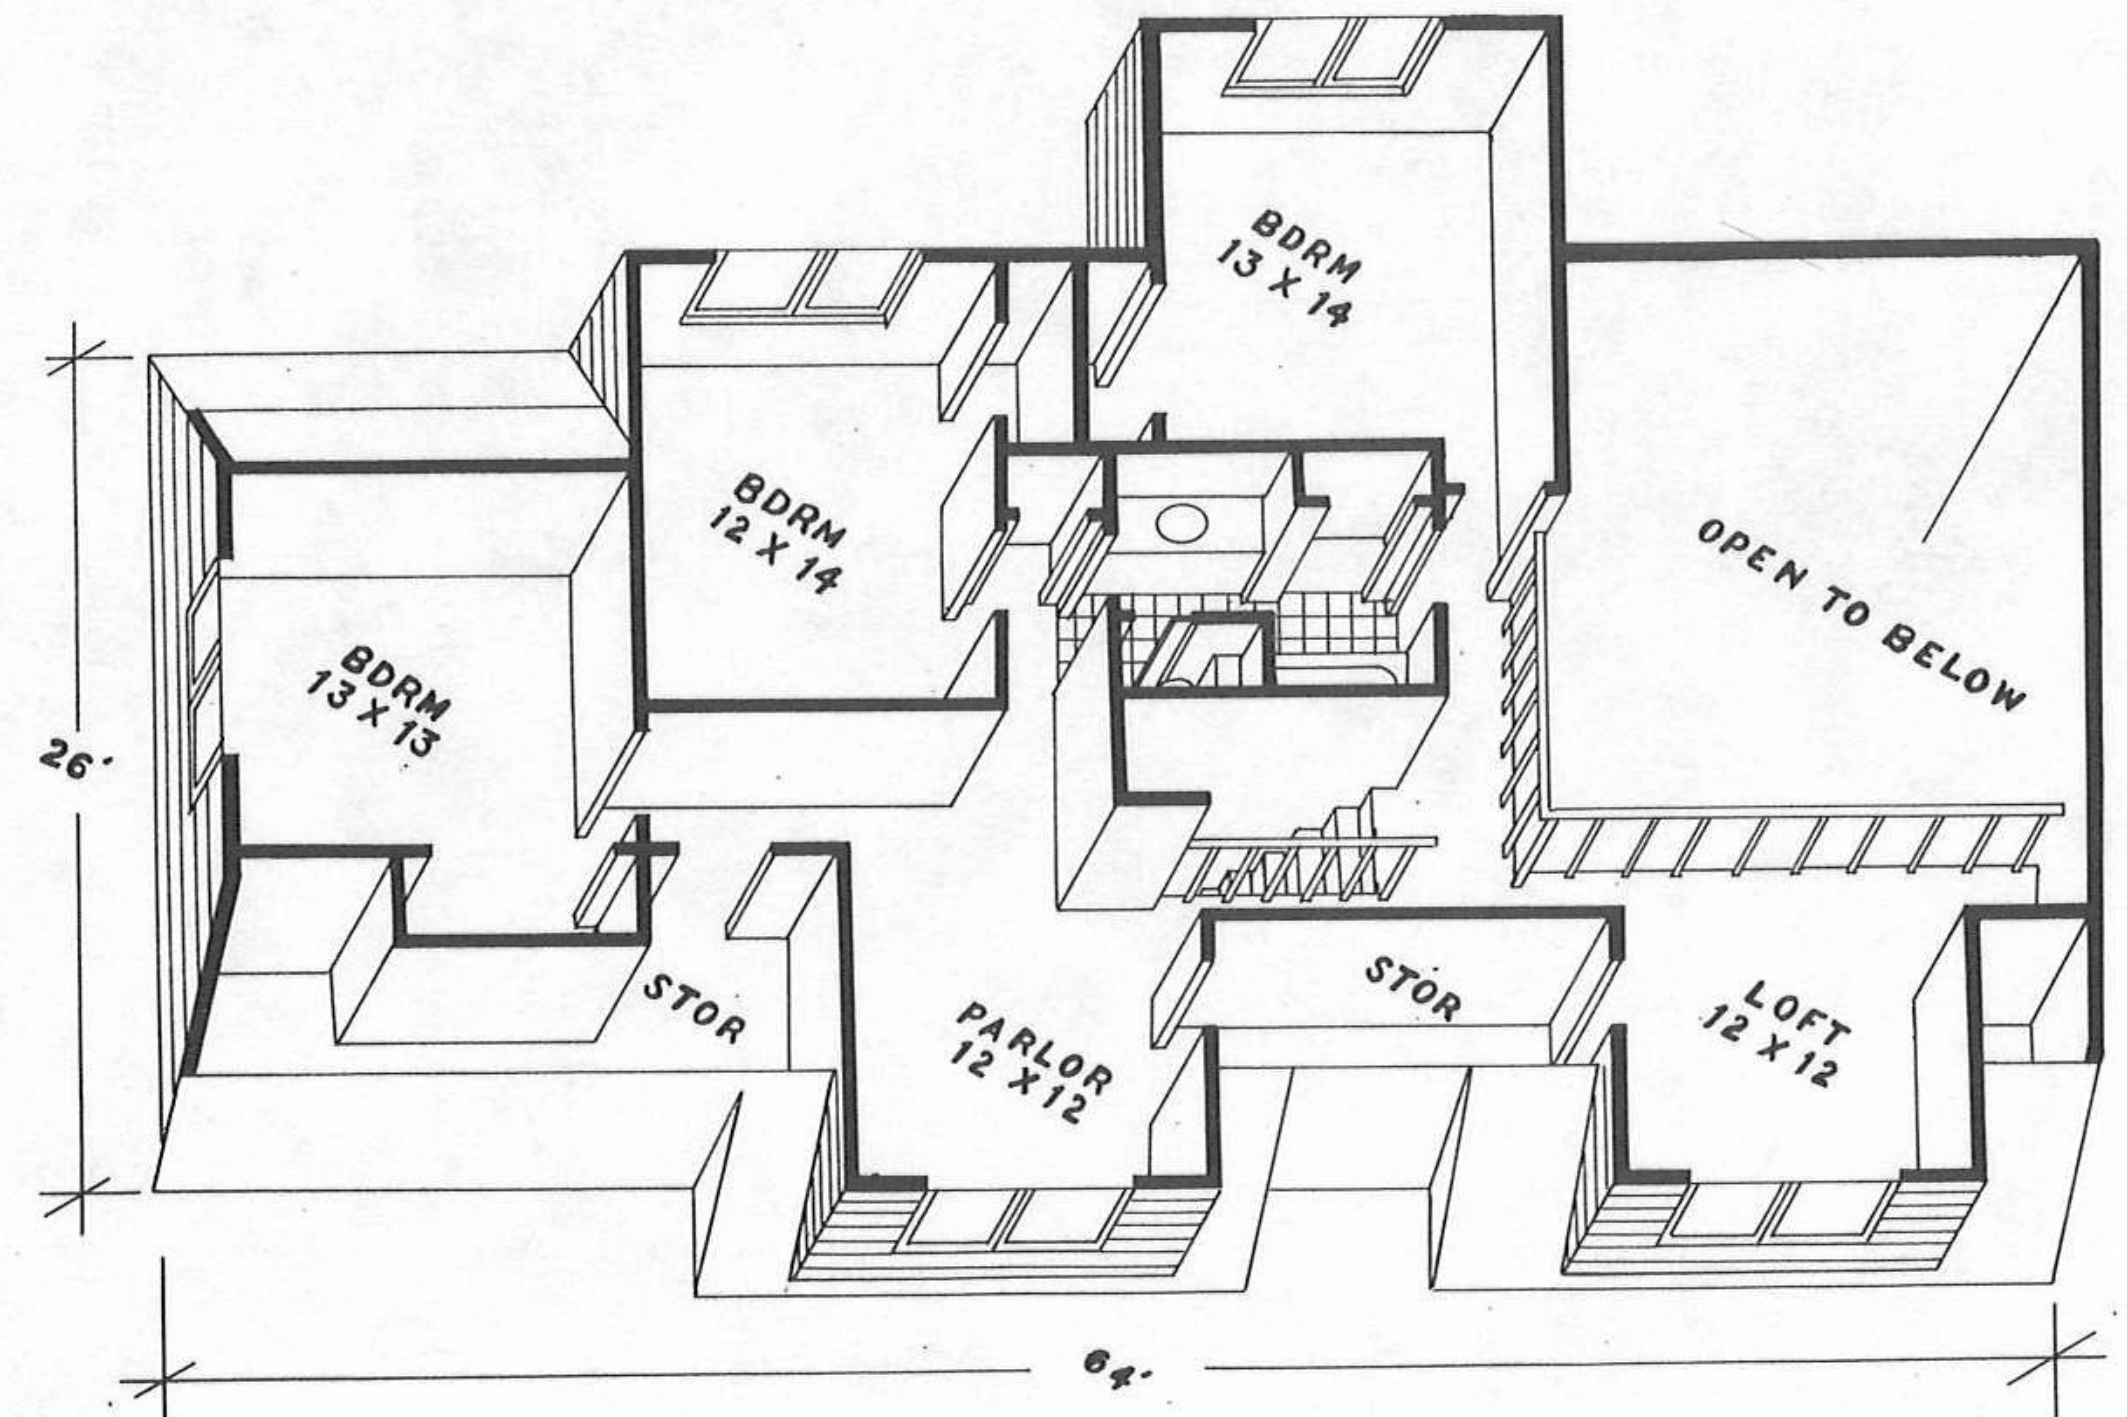 BDRM
13 X 14
BDRM
12 X 14
OPEN TO BELOW
BDRM
13 X 13
26'
STOR
PARLOR
12 X 12
STOR
LOFT
12 X 12
64'